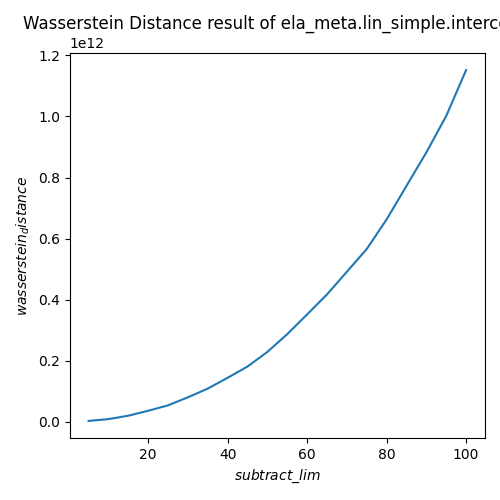 Wasserstein Distance result of ela_meta.lin_simple.interce
1e12
1.2
1.0
0.8
0.6
0.4
0.2
0.0
wasserstein_distance
20 40 60 80 100
subtract_lim